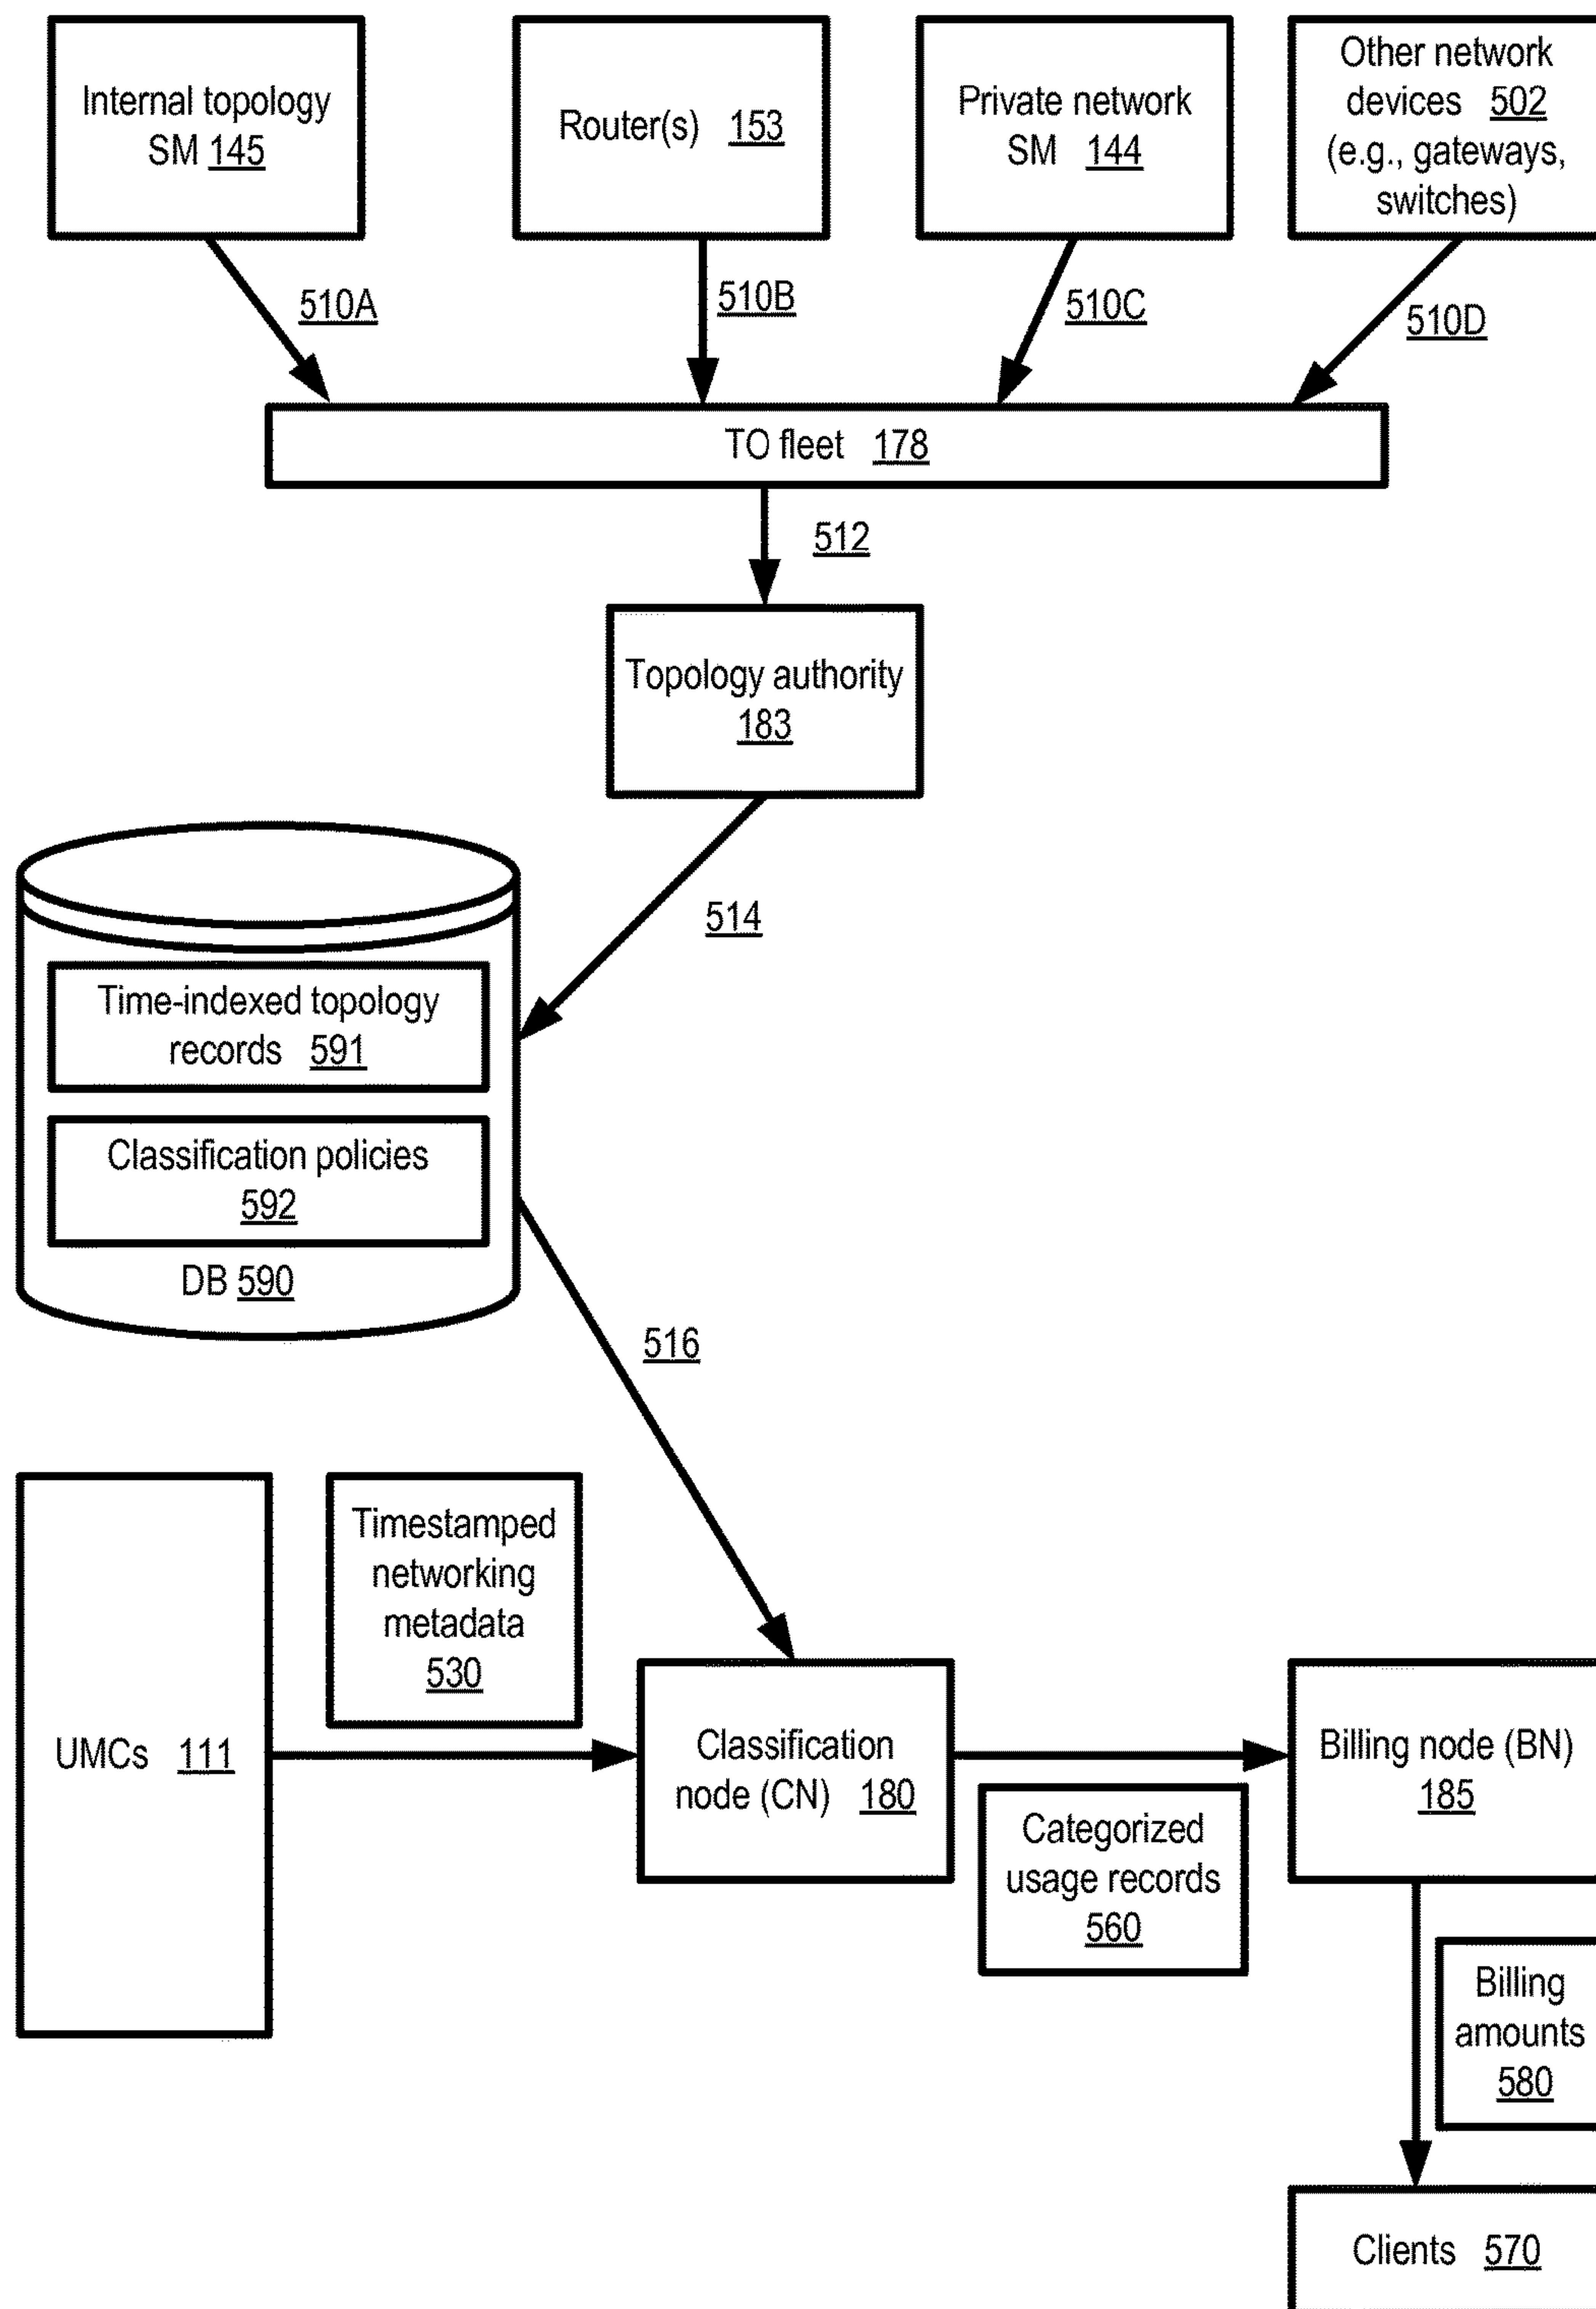 Internal topology
SM 145
Router(s) 153
Private network
SM 144
Other network
devices 502
(e.g., gateways,
switches)
510A
510B
510C
510D
TO fleet 178
512
Topology authority
183
514
Time-indexed topology
records 591
Classification policies
592
DB 590
516
UMCs 111
Timestamped
networking
metadata
530
Classification
node (CN) 180
Categorized
usage records
560
Billing node (BN)
185
Billing
amounts
580
Clients 570